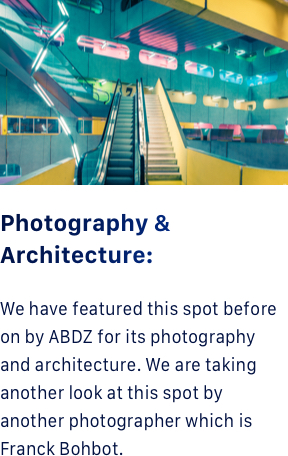 Photography &
Architecture:
We have featured this spot before
on by ABDZ for its photography
and architecture. We are taking
another look at this spot by
another photographer which is
Franck Bohbot.